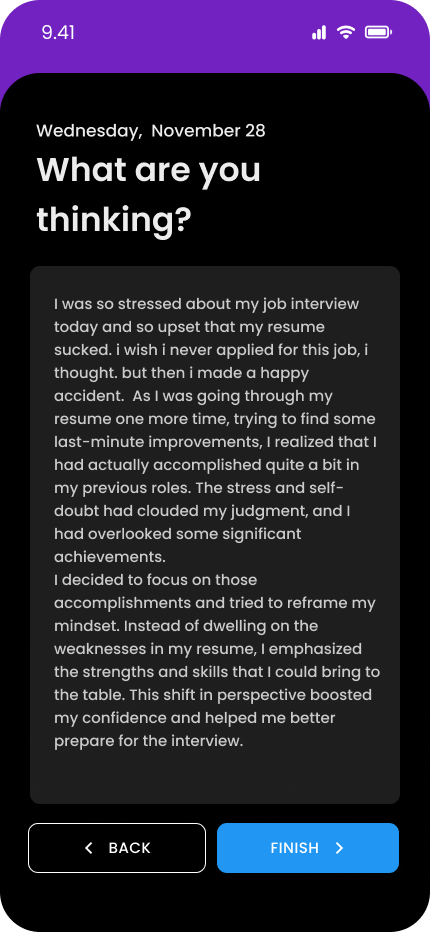 9.41
Wednesday,  November 28
What are you
thinking?
I was so stressed about my job interview
today and so upset that my resume
sucked. i wish i never applied for this job, i
thought. but then i made a happy
accident.  As I was going through my
resume one more time, trying to find some
last-minute improvements, I realized that I
had actually accomplished quite a bit in
my previous roles. The stress and self-
doubt had clouded my judgment, and I
had overlooked some significant
achievements.
I decided to focus on those
accomplishments and tried to reframe my
mindset. Instead of dwelling on the
weaknesses in my resume, I emphasized
the strengths and skills that I could bring to
the table. This shift in perspective boosted
my confidence and helped me better
prepare for the interview.
BACK
FINISH